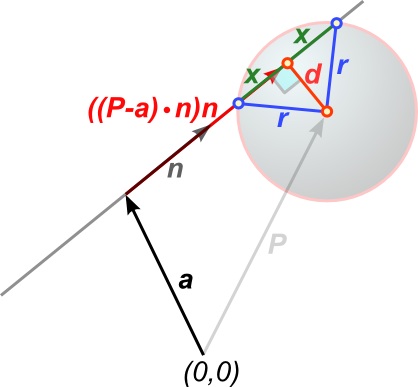 x
x
d
r
((P-a)•n)n
r
n
P
a
(0,0)